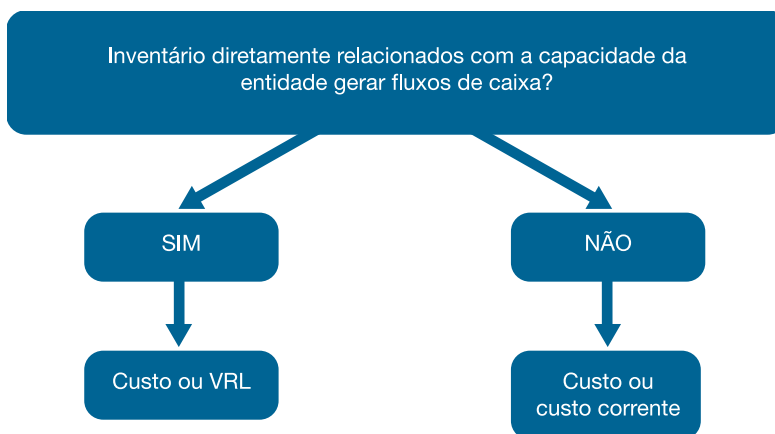 Inventário diretamente relacionados com a capacidade da
entidade gerar fluxos de caixa?
SIM
NÃO
Custo ou VRL
Custo ou
custo corrente